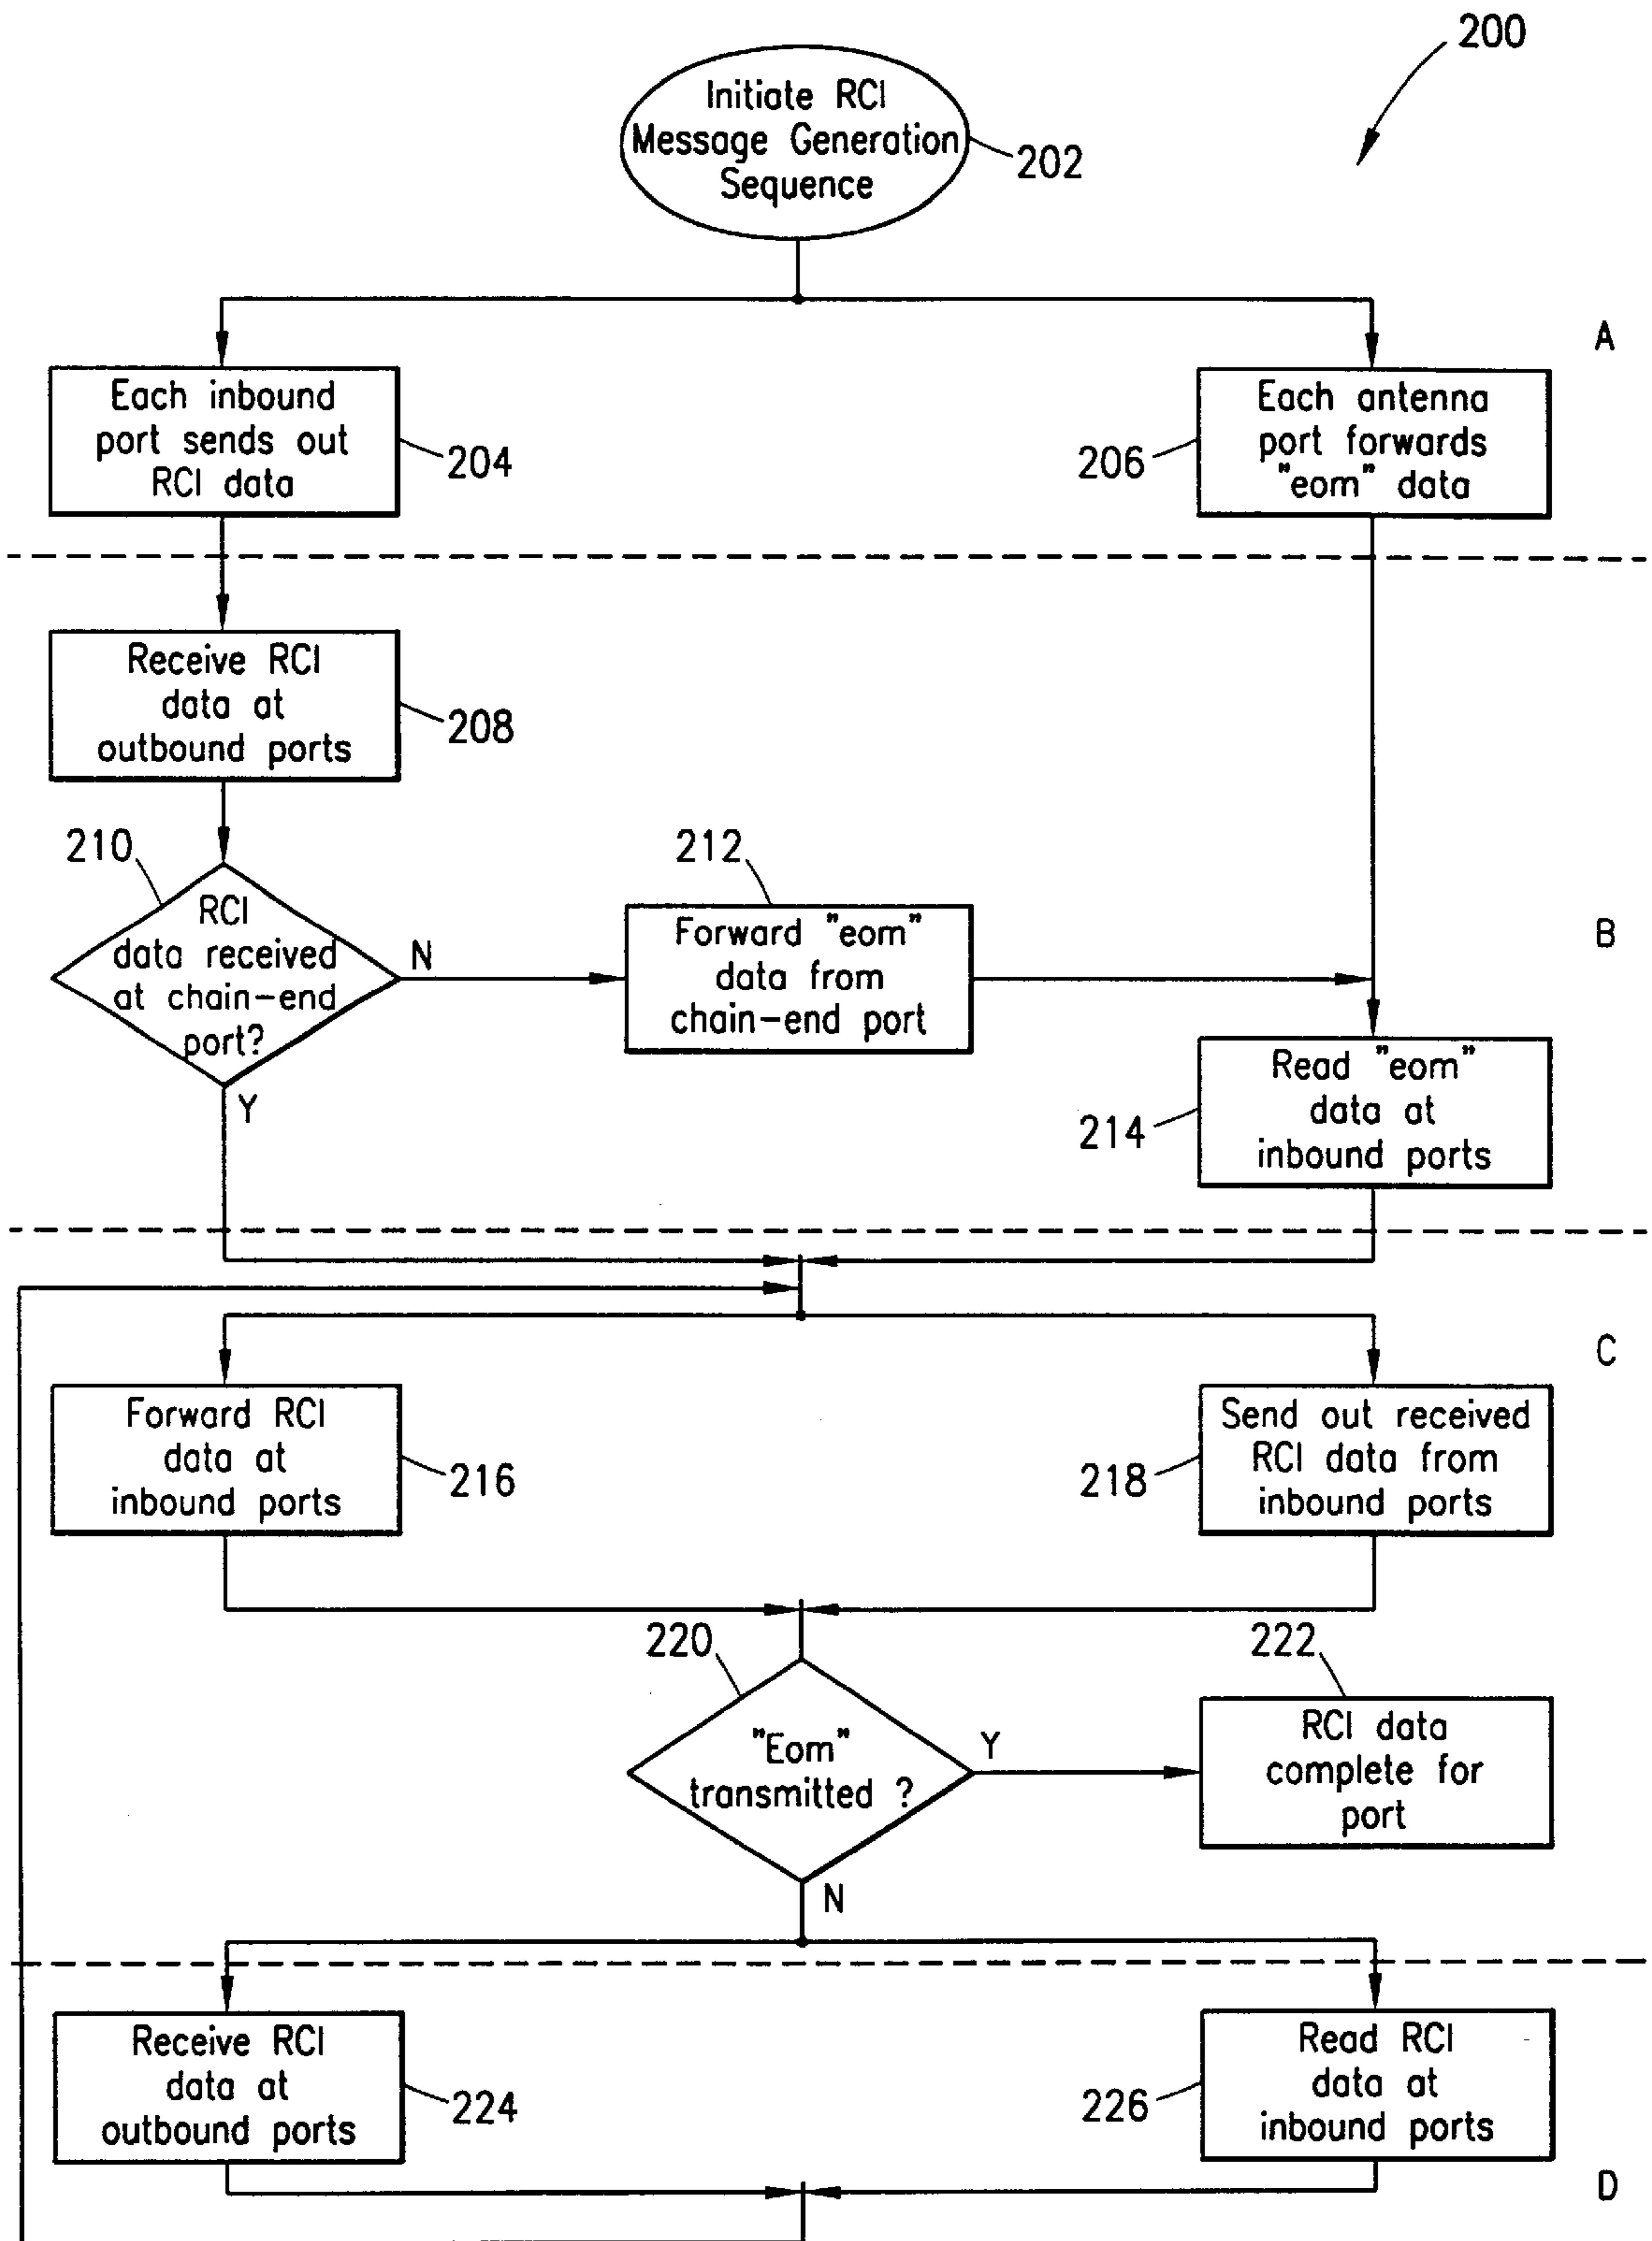 200
Initiate RCI
Message Generation
Sequence
202
A
Each inbound
port sends out
RCI data
204
Each antenna
port forwards
"eom" data
206
Receive RCI
data at
outbound ports
208
210
RCI
data received
at chain-end
port?
N
Y
212
Forward "eom"
data from
chain-end port
B
Read "eom"
data at
inbound ports
214
C
Forward RCI
data at
inbound ports
216
Send out received
RCI data from
inbound ports
218
220
"Eom"
transmitted ?
Y
N
222
RCI data
complete for
port
Receive RCI
data at
outbound ports
224
Read RCI
data at
inbound ports
226
D